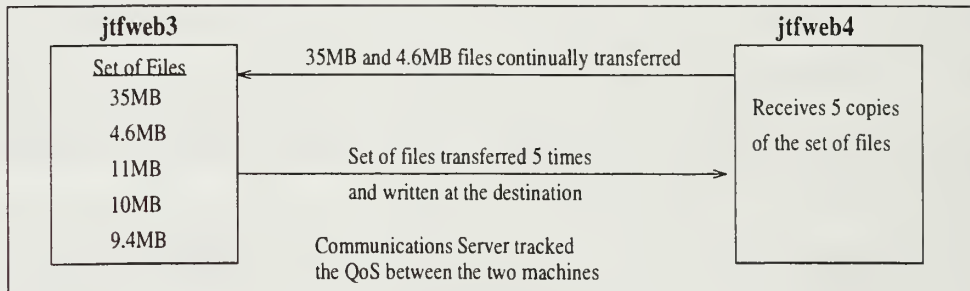 jtfweb3
Set of Files
35MB
4.6MB
11MB
10MB
9.4MB
35MB and 4.6MB files continually transferred
Set of files transferred 5 times
and written at the destination
Communications Server tracked
the QoS between the two machines
jtfweb4
Receives 5 copies
of the set of files